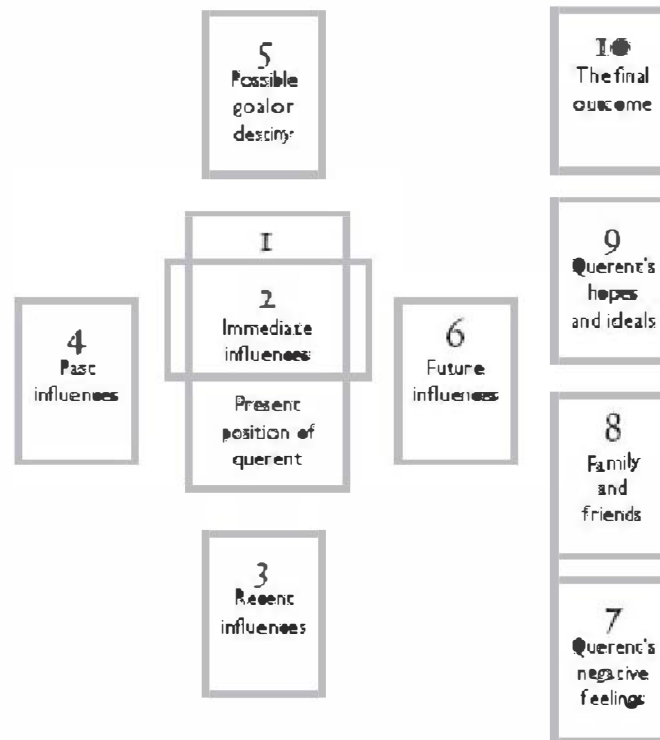 5
Possible
goal or
destiny
10
The final
outcome
1
2
Immediate
influences
Present
position of
querent
4
Past
influences
6
Future
influences
9
Querent's
hopes
and ideals
8
Family
and
friends
3
Recent
influences
7
Querent's
negative
feelings